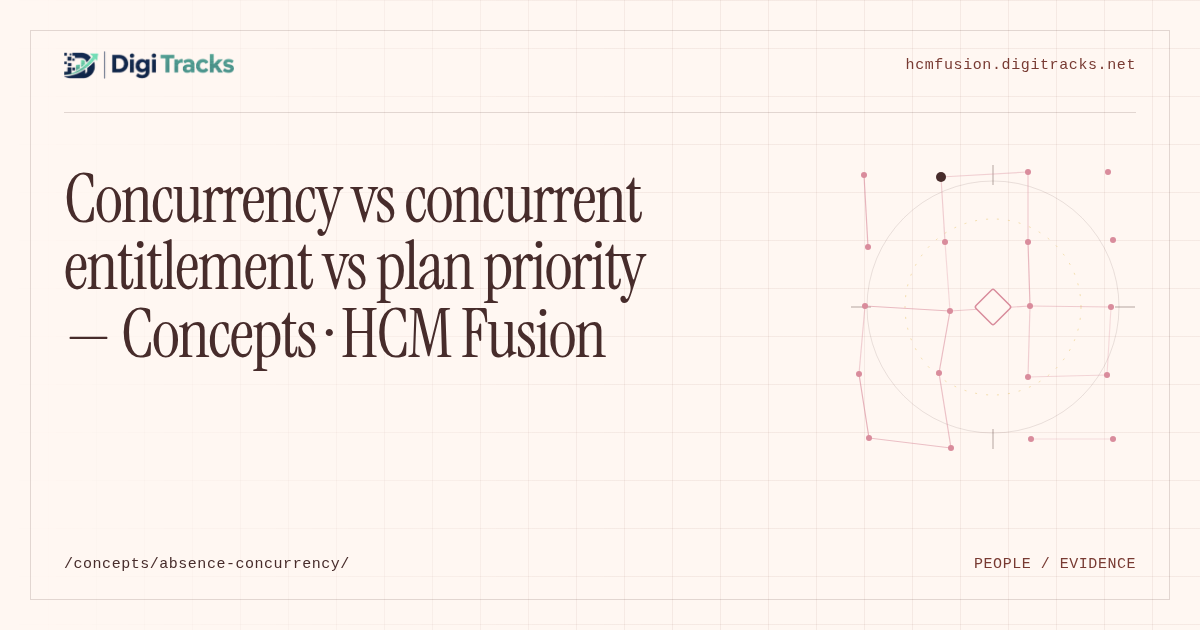 Digi Tracks
hcmfusion.digitracks.net
Concurrency vs concurrent
entitlement vs plan priority
— Concepts · HCM Fusion
/concepts/absence-concurrency/
PEOPLE / EVIDENCE